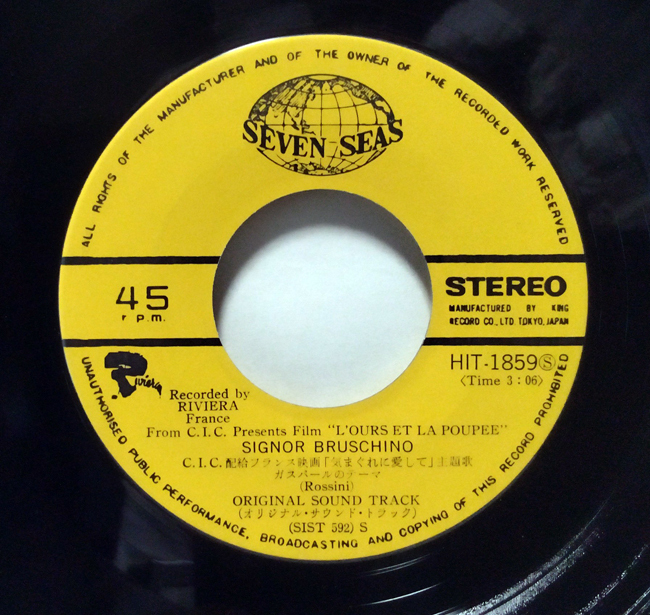 ALL RIGHTS OF THE MANUFACTURER AND OF THE OWNER OF THE RECORDED WORK RESERVED
SEVEN SEAS
45
r.p.m.
STEREO
MANUFACTURED BY KING
RECORD CO., LTD TOKYO, JAPAN
HIT-1859Ⓢ
〈Time 3:06〉
Riviera
Recorded by
RIVIERA
France
From C.I.C. Presents Film "L'OURS ET LA POUPEE"
SIGNOR BRUSCHINO
C.I.C.配給フランス映画「気まぐれに愛して」主題歌
ガスパールのテーマ
(Rossini)
ORIGINAL SOUND TRACK
(オリジナル・サウンド・トラック)
(SIST 592) S
UNAUTHORISED PUBLIC PERFORMANCE, BROADCASTING AND COPYING OF THIS RECORD PROHIBITED